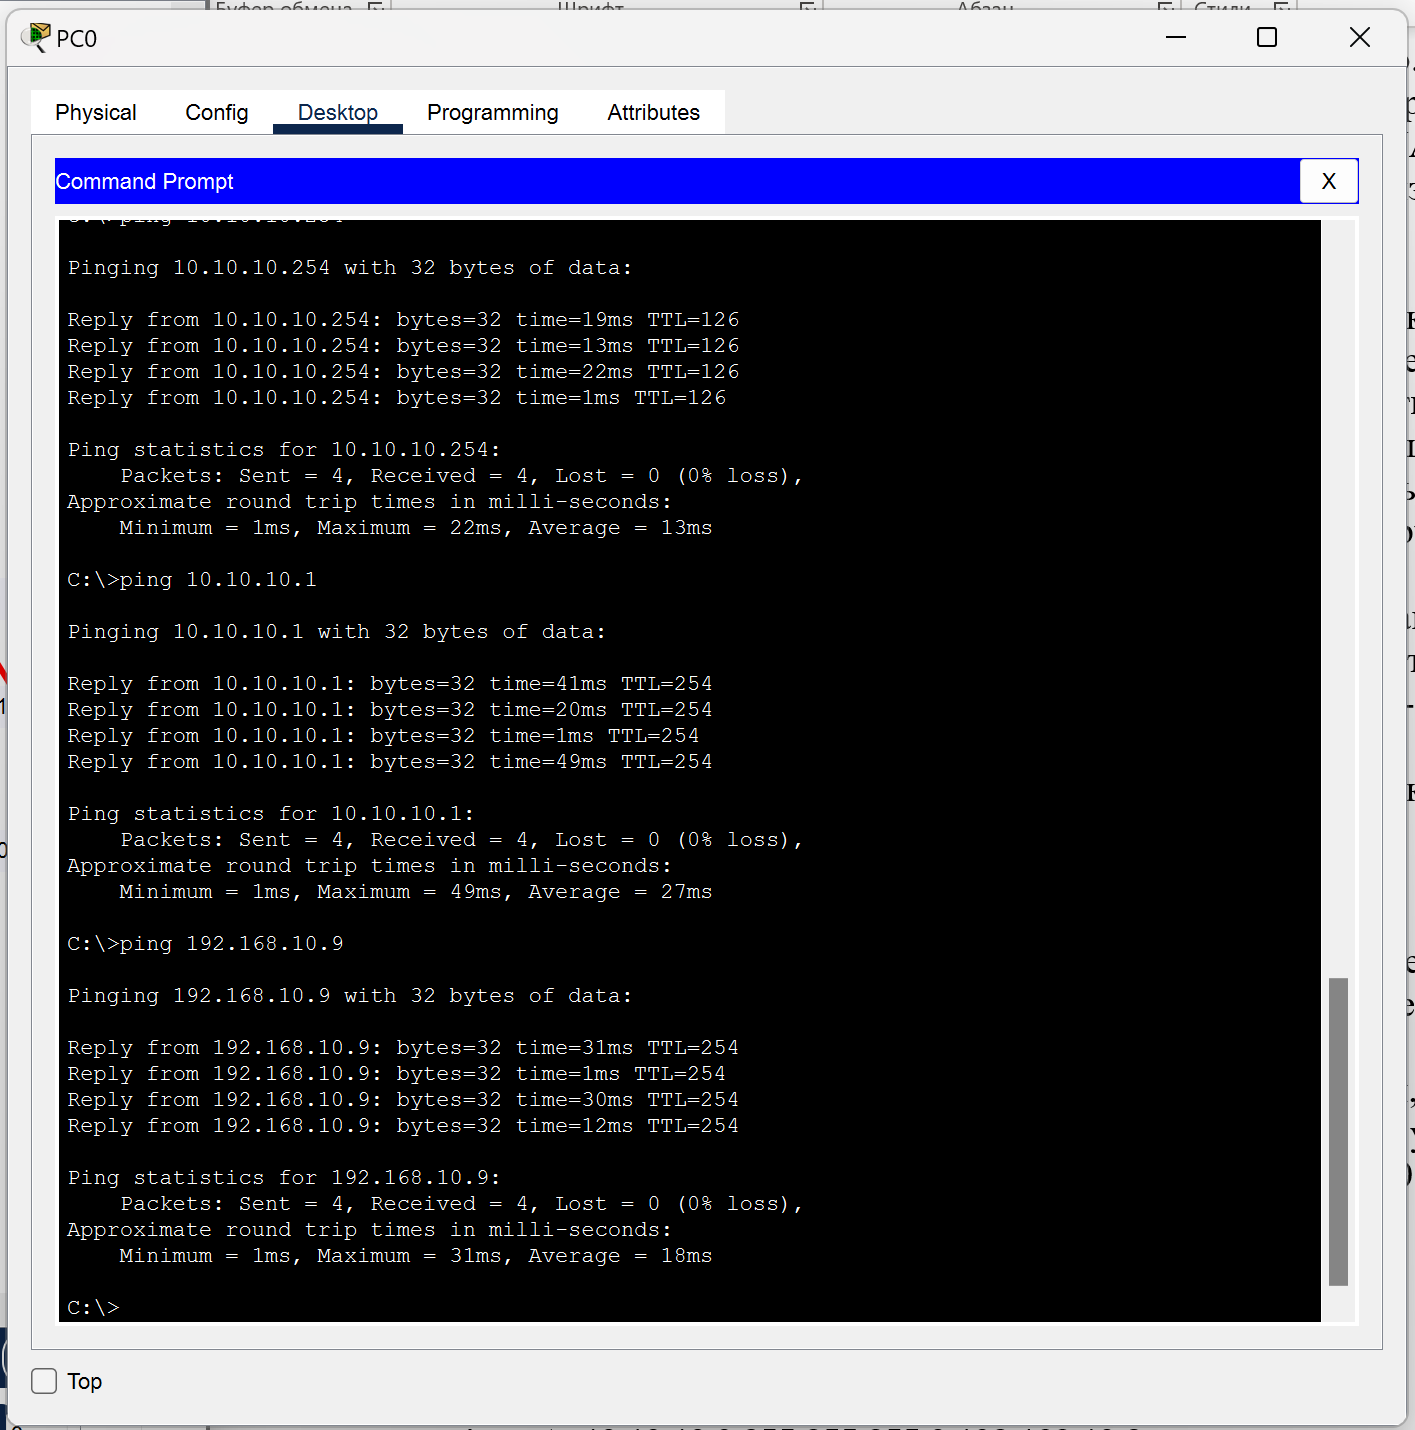 Буфер обмена
Шрифт
Абзац
Стили
PC0
Physical
Config
Desktop
Programming
Attributes
Command Prompt
X
C:\>ping 10.10.10.254
Pinging 10.10.10.254 with 32 bytes of data:
Reply from 10.10.10.254: bytes=32 time=19ms TTL=126
Reply from 10.10.10.254: bytes=32 time=13ms TTL=126
Reply from 10.10.10.254: bytes=32 time=22ms TTL=126
Reply from 10.10.10.254: bytes=32 time=1ms TTL=126
Ping statistics for 10.10.10.254:
Packets: Sent = 4, Received = 4, Lost = 0 (0% loss),
Approximate round trip times in milli-seconds:
Minimum = 1ms, Maximum = 22ms, Average = 13ms
C:\>ping 10.10.10.1
Pinging 10.10.10.1 with 32 bytes of data:
Reply from 10.10.10.1: bytes=32 time=41ms TTL=254
Reply from 10.10.10.1: bytes=32 time=20ms TTL=254
Reply from 10.10.10.1: bytes=32 time=1ms TTL=254
Reply from 10.10.10.1: bytes=32 time=49ms TTL=254
Ping statistics for 10.10.10.1:
Packets: Sent = 4, Received = 4, Lost = 0 (0% loss),
Approximate round trip times in milli-seconds:
Minimum = 1ms, Maximum = 49ms, Average = 27ms
C:\>ping 192.168.10.9
Pinging 192.168.10.9 with 32 bytes of data:
Reply from 192.168.10.9: bytes=32 time=31ms TTL=254
Reply from 192.168.10.9: bytes=32 time=1ms TTL=254
Reply from 192.168.10.9: bytes=32 time=30ms TTL=254
Reply from 192.168.10.9: bytes=32 time=12ms TTL=254
Ping statistics for 192.168.10.9:
Packets: Sent = 4, Received = 4, Lost = 0 (0% loss),
Approximate round trip times in milli-seconds:
Minimum = 1ms, Maximum = 31ms, Average = 18ms
C:\>
Top